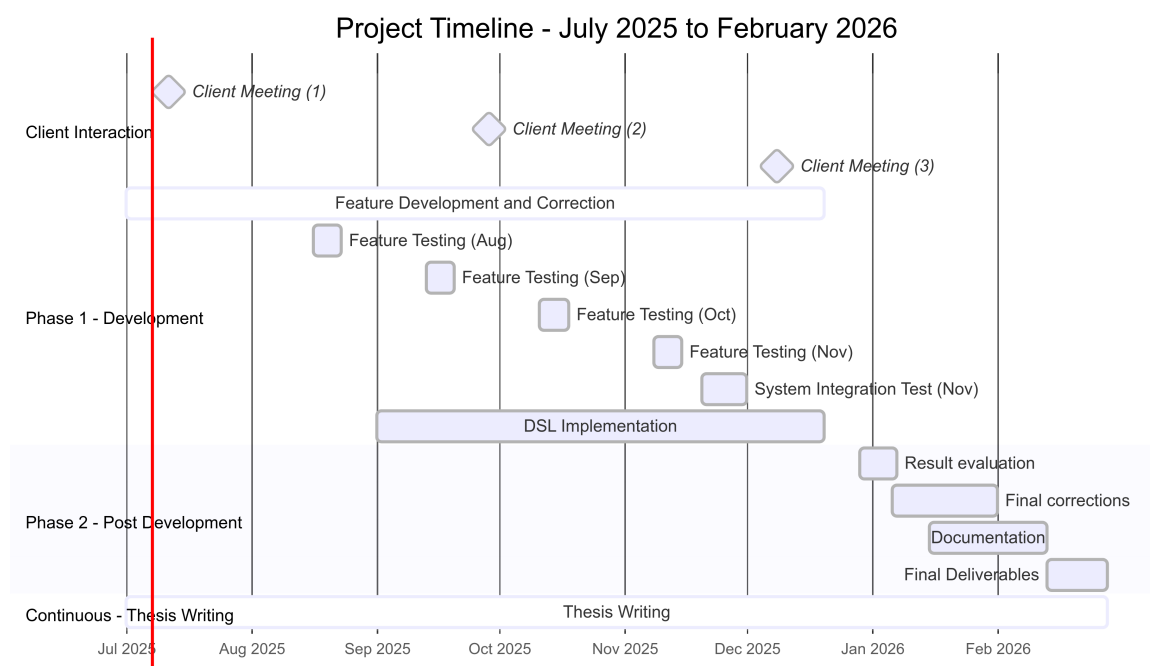 Project Timeline - July 2025 to February 2026
Client Meeting (1)
Client Meeting (2)
Client Interaction
Client Meeting (3)
Feature Development and Correction
Feature Testing (Aug)
Feature Testing (Sep)
Feature Testing (Oct)
Phase 1 - Development
Feature Testing (Nov)
System Integration Test (Nov)
DSL Implementation
Result evaluation
Final corrections
Phase 2 - Post Development
Documentation
Final Deliverables
Continuous - Thesis Writing
Thesis Writing
Jul 2025 Aug 2025 Sep 2025 Oct 2025 Nov 2025 Dec 2025 Jan 2026 Feb 2026